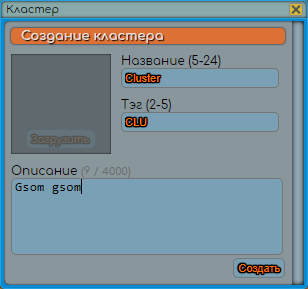 Кластер
Создание кластера
Название (5-24)
Cluster
Тэг (2-5)
CLU
Загрузить
Описание (9 / 4000)
Gsom gsom
Создать